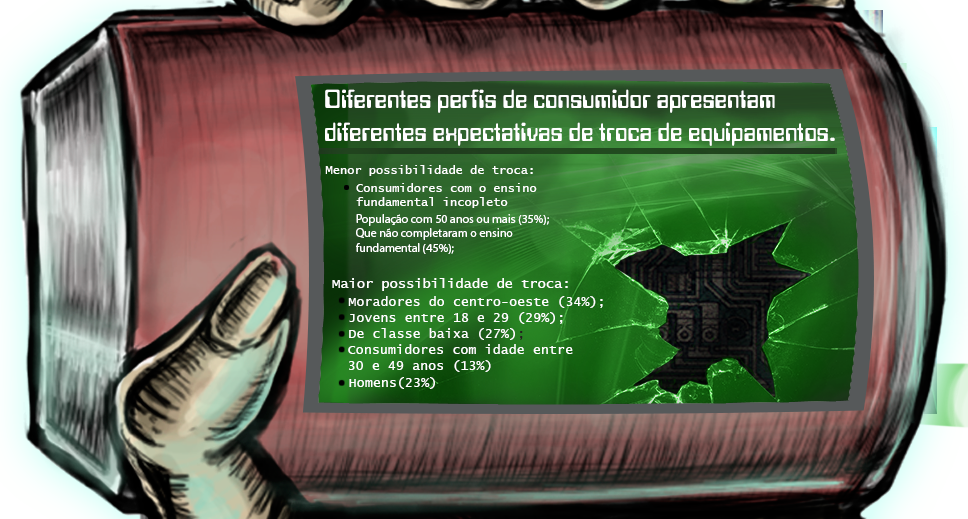 Diferentes perfis de consumidor apresentam
diferentes expectativas de troca de equipamentos.
Menor possibilidade de troca:
• Consumidores com o ensino
fundamental incopleto
População com 50 anos ou mais (35%);
Que não completaram o ensino
fundamental (45%);
Maior possibilidade de troca:
• Moradores do centro-oeste (34%);
• Jovens entre 18 e 29 (29%);
• De classe baixa (27%);
• Consumidores com idade entre
30 e 49 anos (13%)
• Homens(23%)